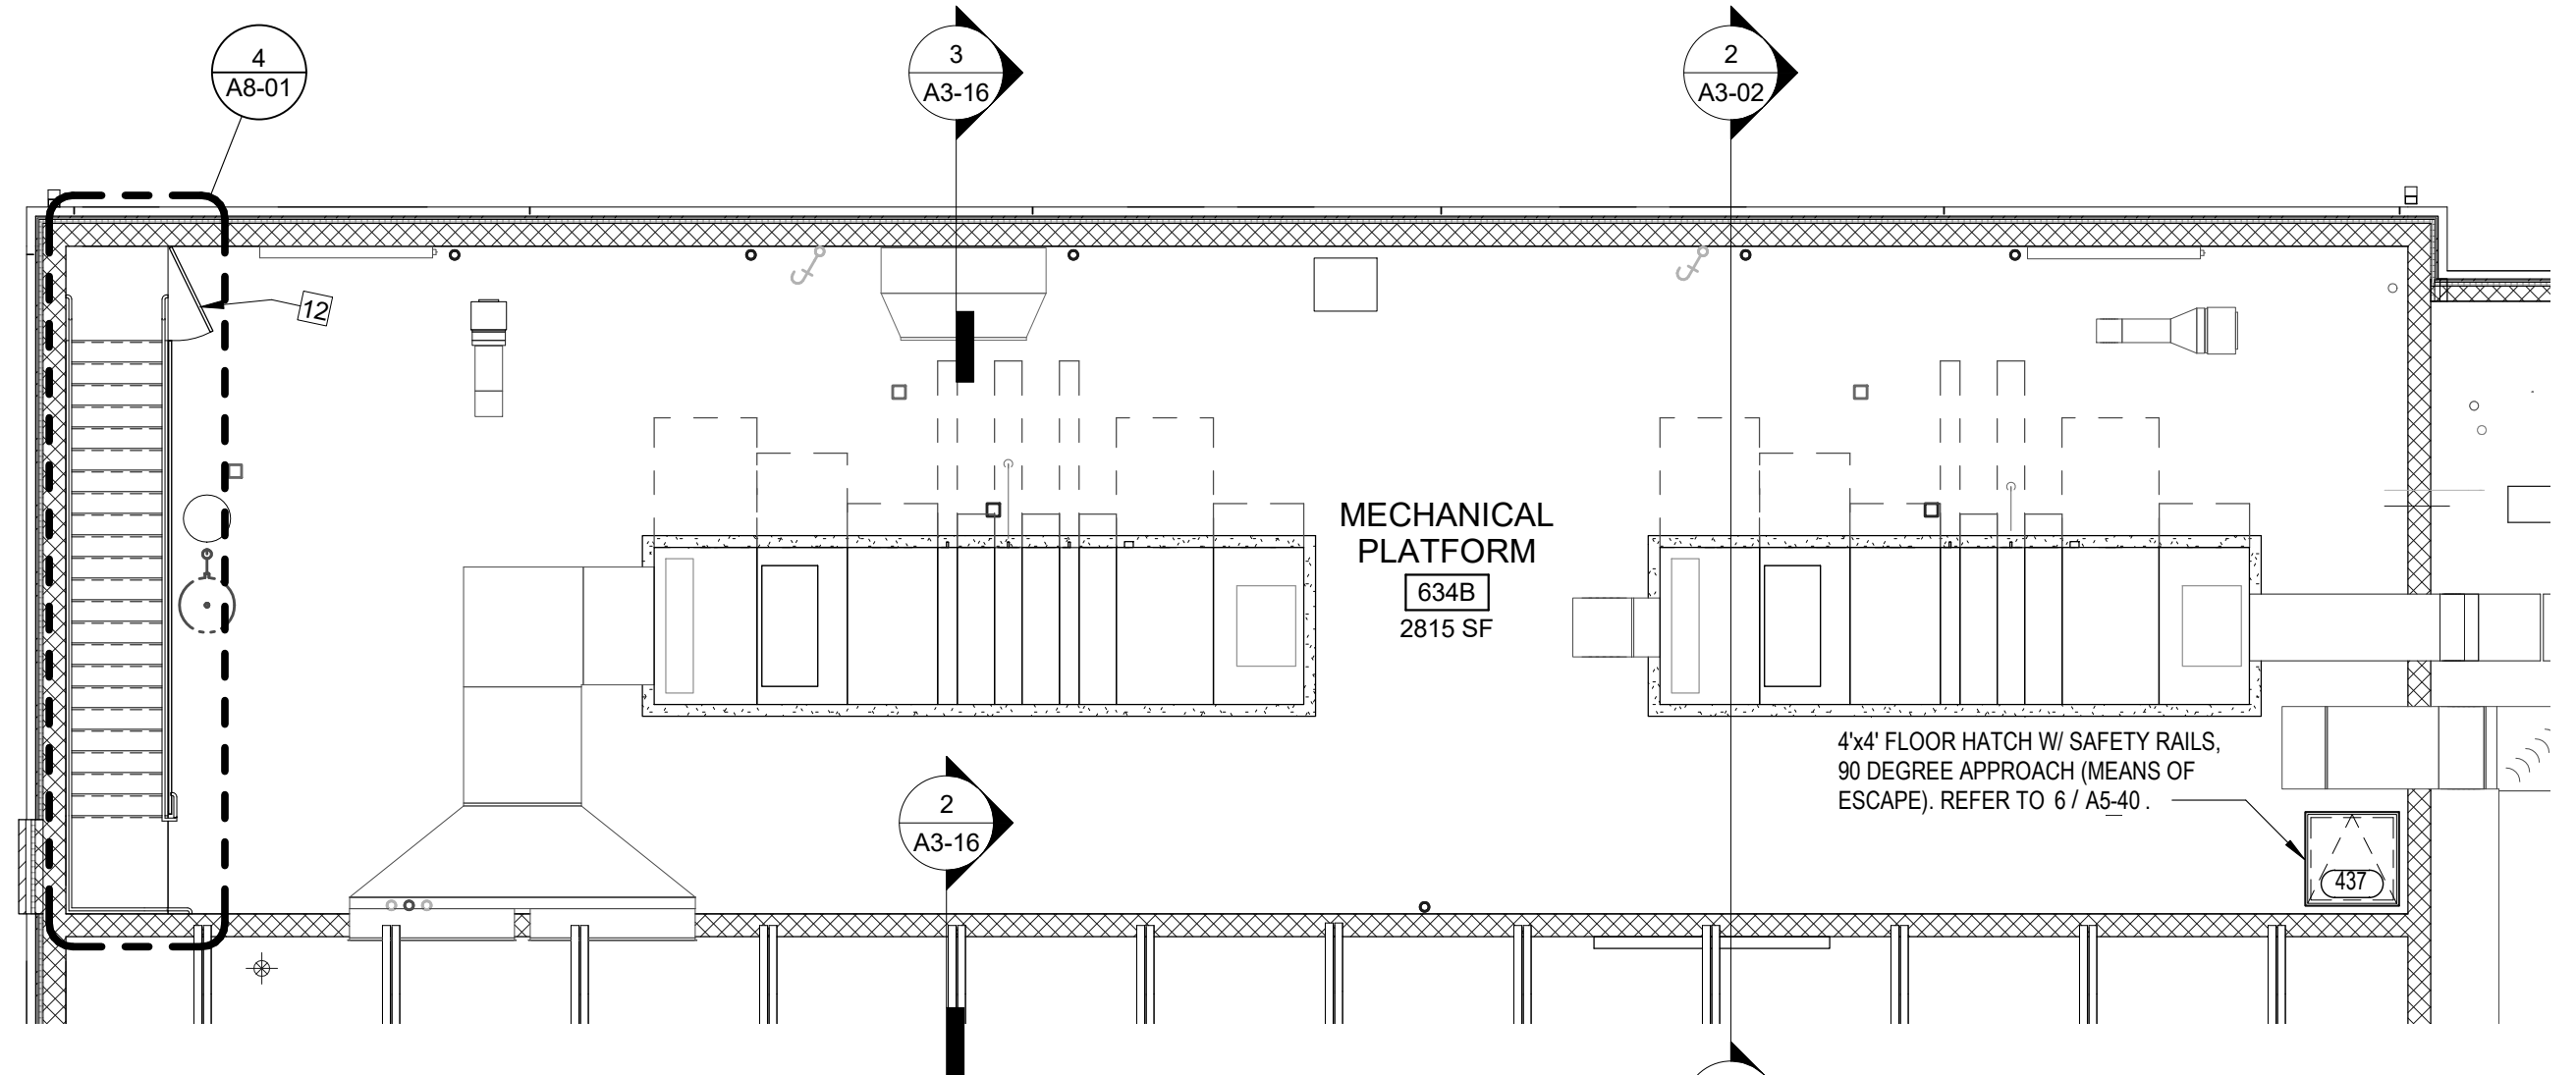 4
A8-01
3
A3-16
2
A3-02
12
MECHANICAL
PLATFORM
634B
2815 SF
4'x4' FLOOR HATCH W/ SAFETY RAILS,
90 DEGREE APPROACH (MEANS OF
ESCAPE). REFER TO 6 / A5-40 .
2
A3-16
437